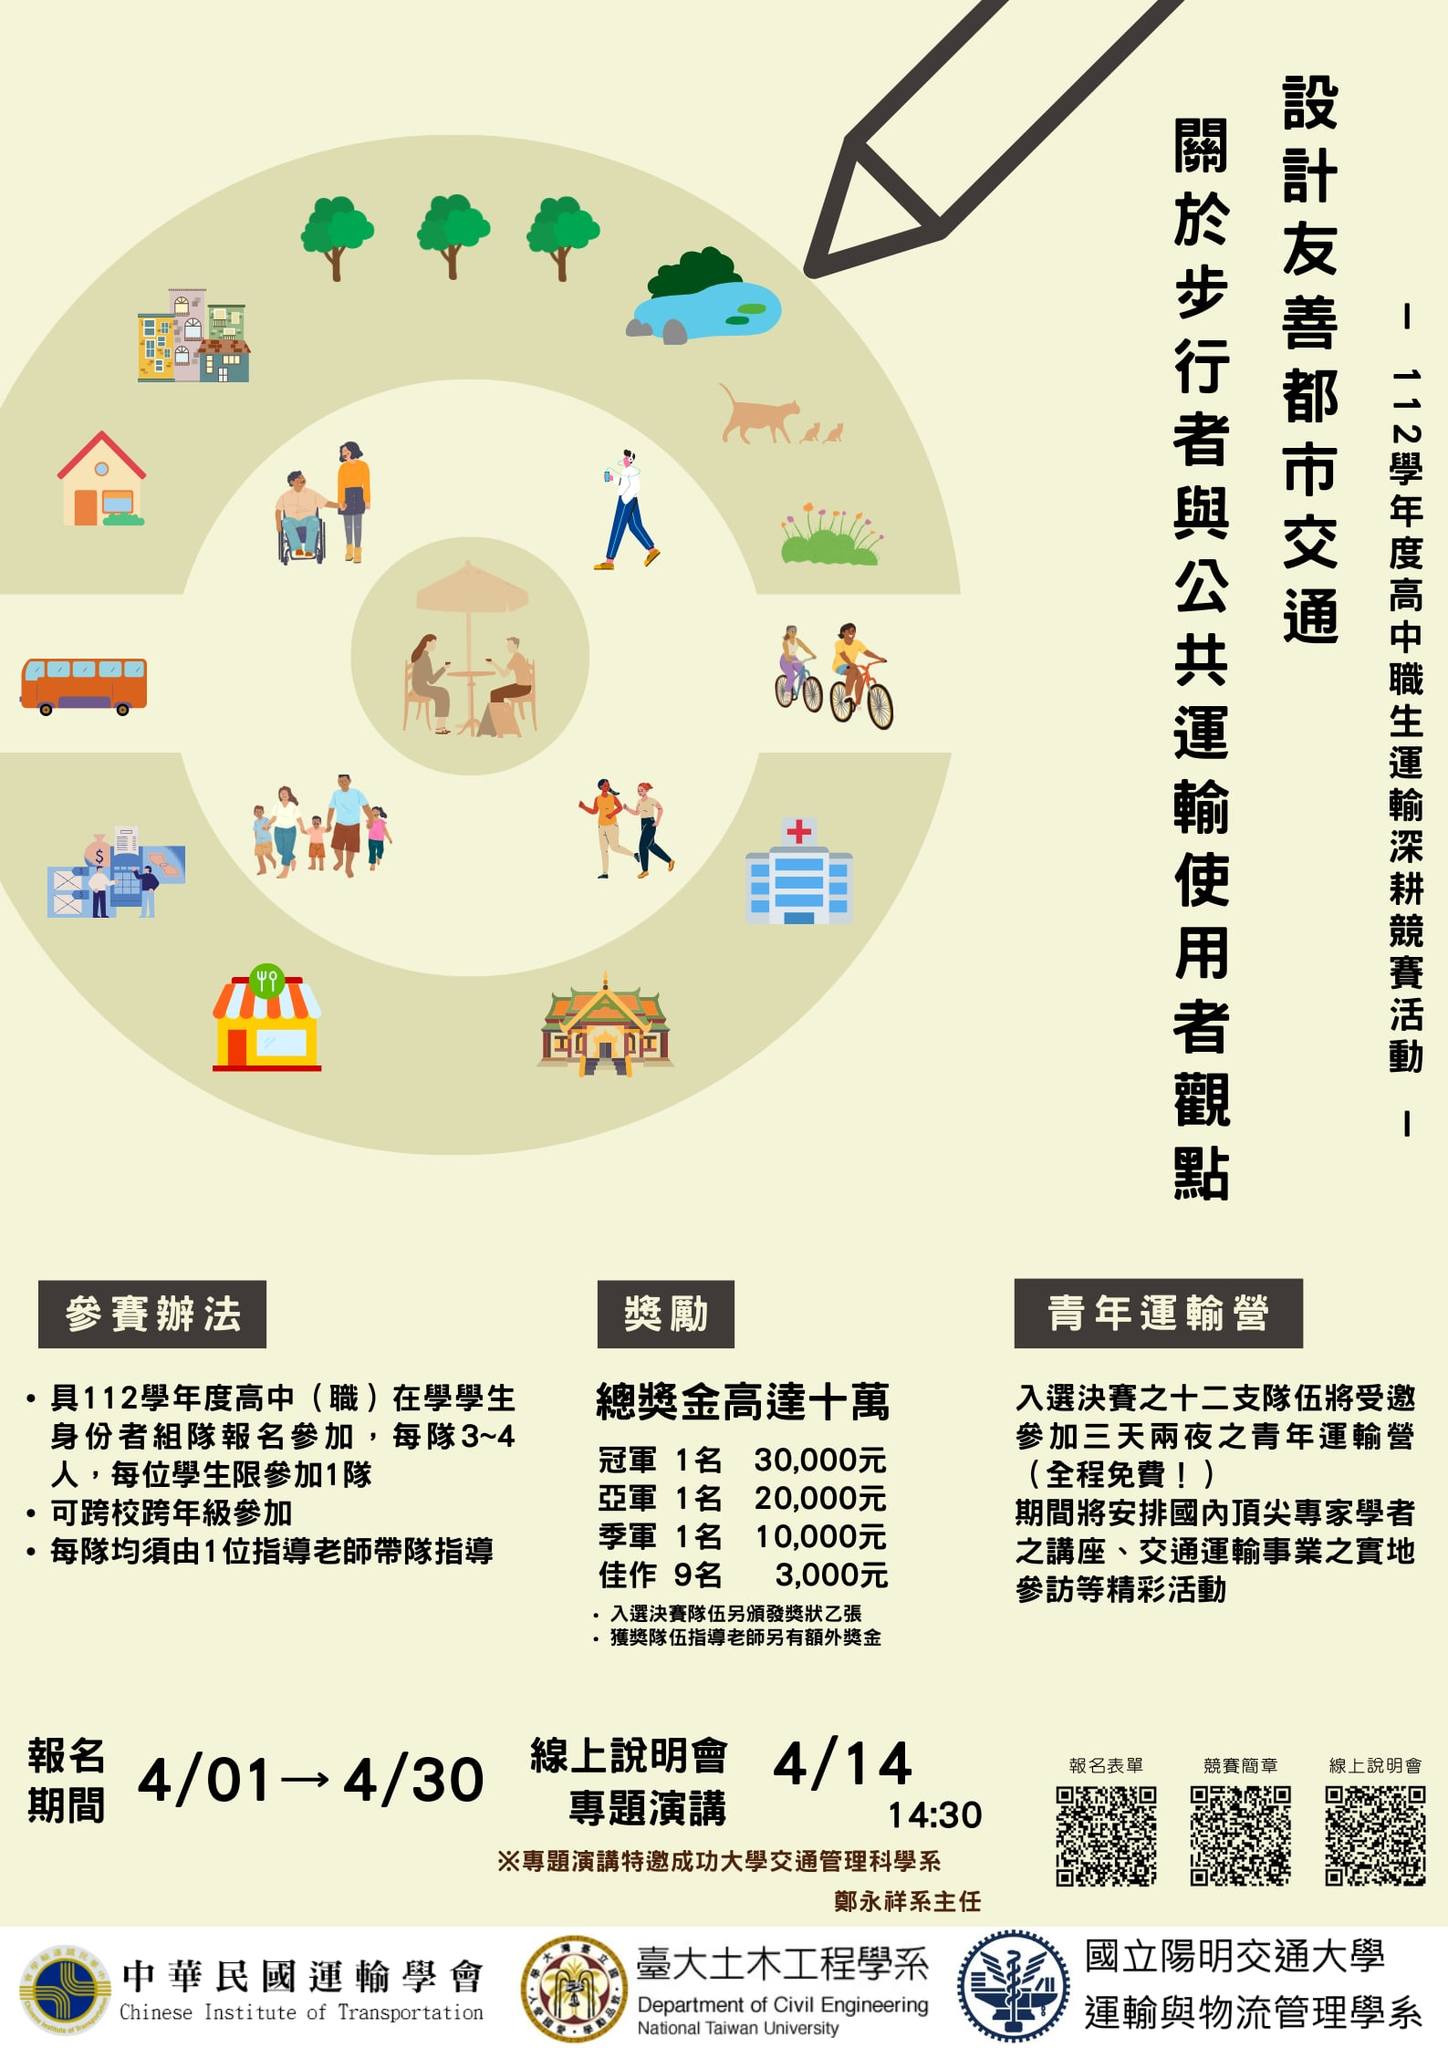 – 112學年度高中職生運輸深耕競賽活動 –
設計友善都市交通
關於步行者與公共運輸使用者觀點
$
參賽辦法
• 具112學年度高中（職）在學學生
身份者組隊報名參加，每隊3~4
人，每位學生限參加1隊
• 可跨校跨年級參加
• 每隊均須由1位指導老師帶隊指導
獎勵
總獎金高達十萬
冠軍 1名 30,000元
亞軍 1名 20,000元
季軍 1名 10,000元
佳作 9名 3,000元
• 入選決賽隊伍另頒發獎狀乙張
• 獲獎隊伍指導老師另有額外獎金
青年運輸營
入選決賽之十二支隊伍將受邀
參加三天兩夜之青年運輸營
（全程免費！）
期間將安排國內頂尖專家學者
之講座、交通運輸事業之實地
參訪等精彩活動
報名
期間
4/01→4/30
線上說明會
專題演講
4/14
14:30
※專題演講特邀成功大學交通管理科學系
鄭永祥系主任
報名表單
競賽簡章
線上說明會
中華民國運輸學會
Chinese Institute of Transportation
臺大土木工程學系
Department of Civil Engineering
National Taiwan University
國立陽明交通大學
運輸與物流管理學系